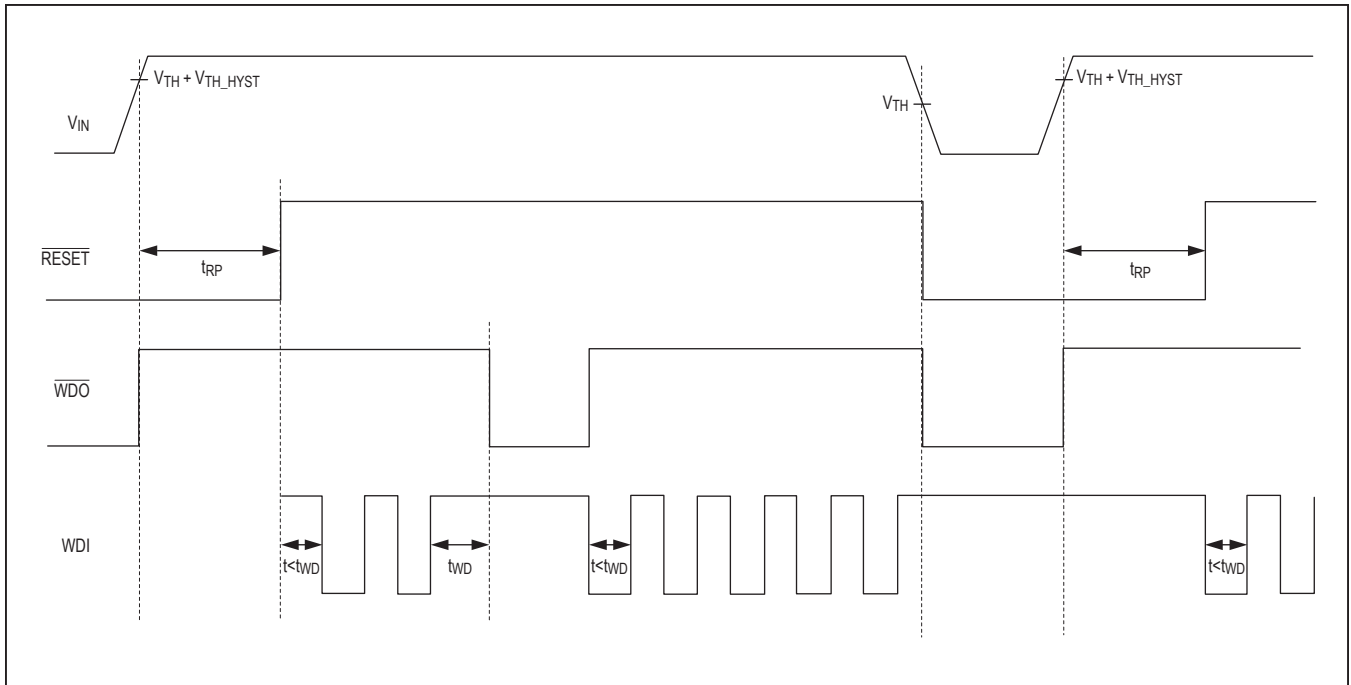 VTH + VTH_HYST
VTH + VTH_HYST
VTH
VIN
RESET
tRP
tRP
WDO
WDI
t<tWD
tWD
t<tWD
t<tWD